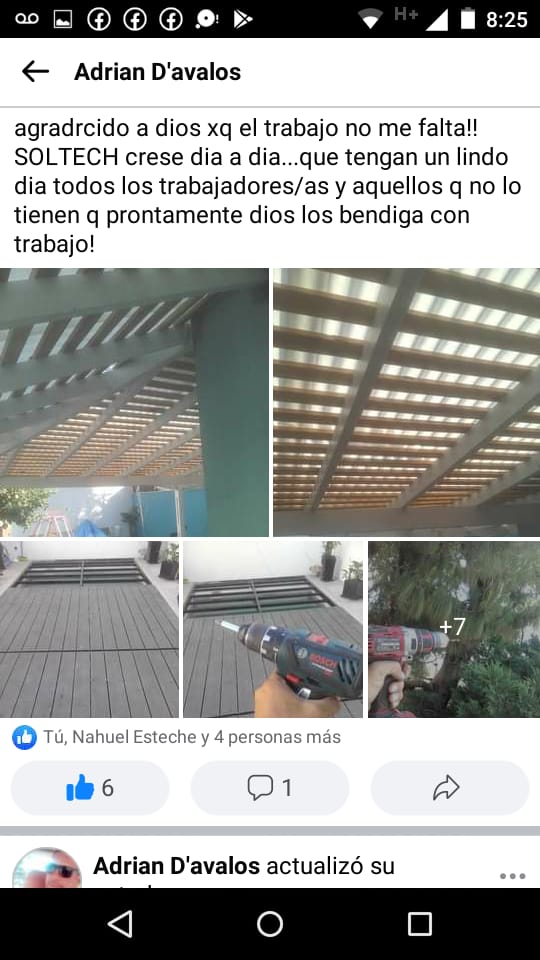 H+ 8:25
Adrian D'avalos
agradrcido a dios xq el trabajo no me falta!!
SOLTECH crese dia a dia...que tengan un lindo
dia todos los trabajadores/as y aquellos q no lo
tienen q prontamente dios los bendiga con
trabajo!
BOSCH
+7
Tú, Nahuel Esteche y 4 personas más
6 1
Adrian D'avalos actualizó su